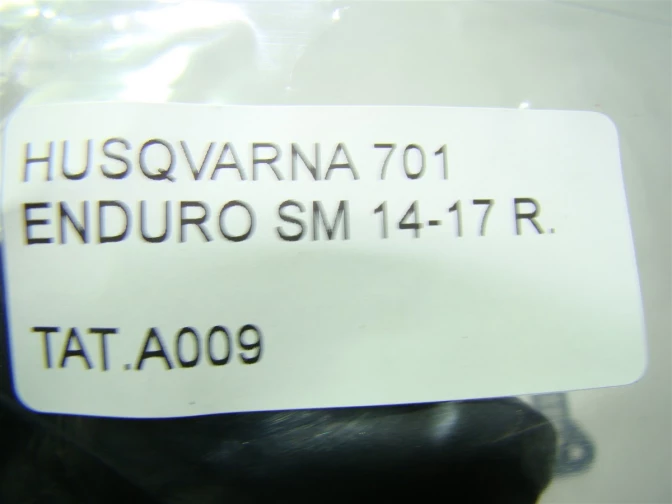 HUSQVARNA 701
ENDURO SM 14-17 R.
TAT.A009